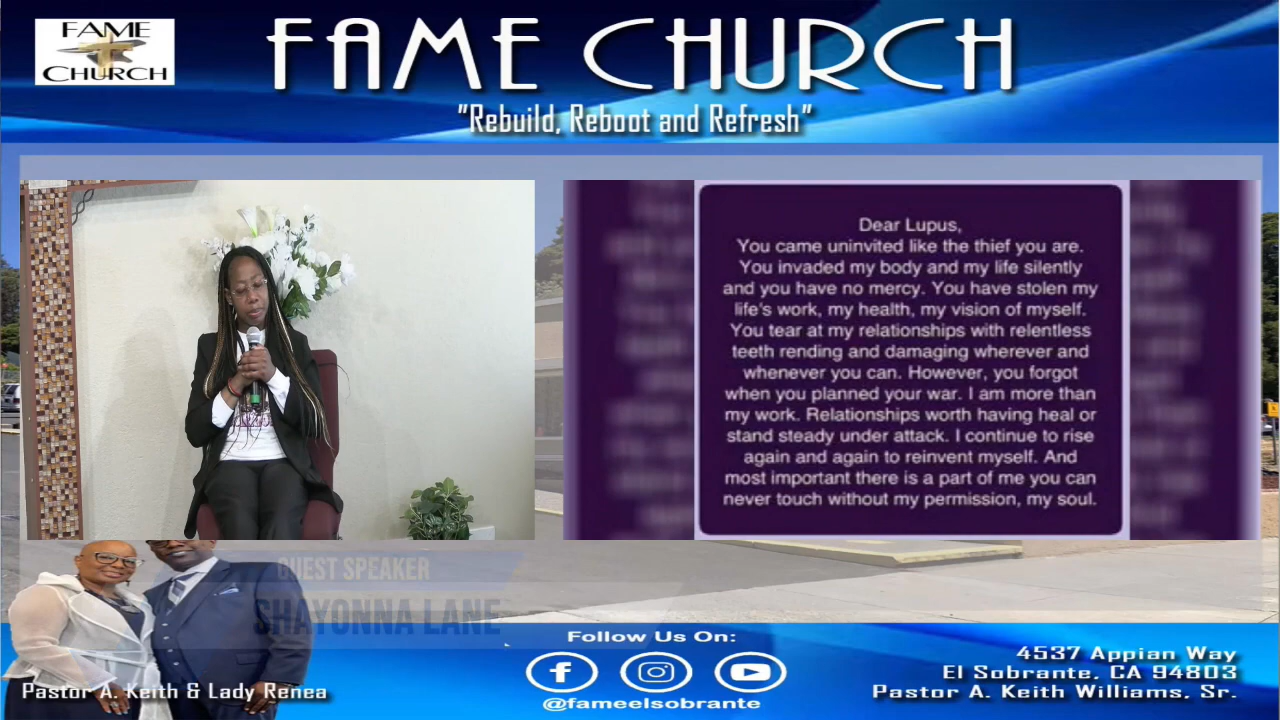 FAME
CHURCH
FAME CHURCH
"Rebuild, Reboot and Refresh"
Dear Lupus,
You came uninvited like the thief you are.
You invaded my body and my life silently
and you have no mercy. You have stolen my
life's work, my health, my vision of myself.
You tear at my relationships with relentless
teeth rending and damaging wherever and
whenever you can. However, you forgot
when you planned your war. I am more than
my work. Relationships worth having heal or
stand steady under attack. I continue to rise
again and again to reinvent myself. And
most important there is a part of me you can
never touch without my permission, my soul.
GUEST SPEAKER
SHAYONNA LANE
Pastor A. Keith & Lady Renea
Follow Us On:
@fameelsobrante
4537 Appian Way
El Sobrante, CA 94803
Pastor A. Keith Williams, Sr.